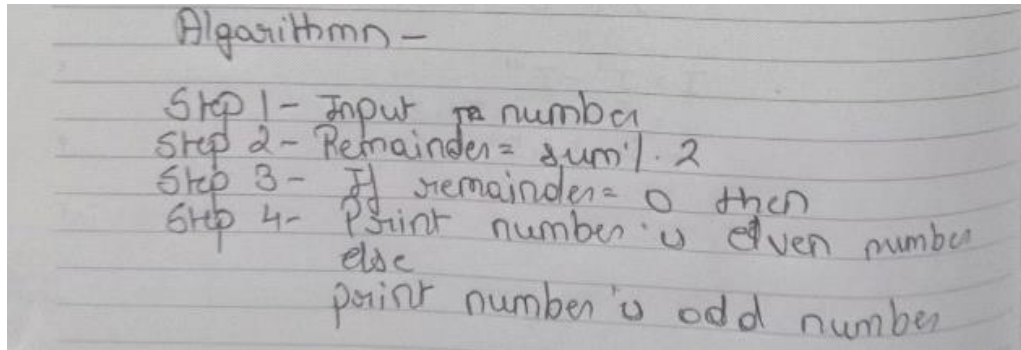 Algarithmn -
Step 1 - Input a number
Step 2 - Remainder = sum % 2
Step 3 - If remainder = 0 then
Step 4 - Print number is even number
else
print number is odd number